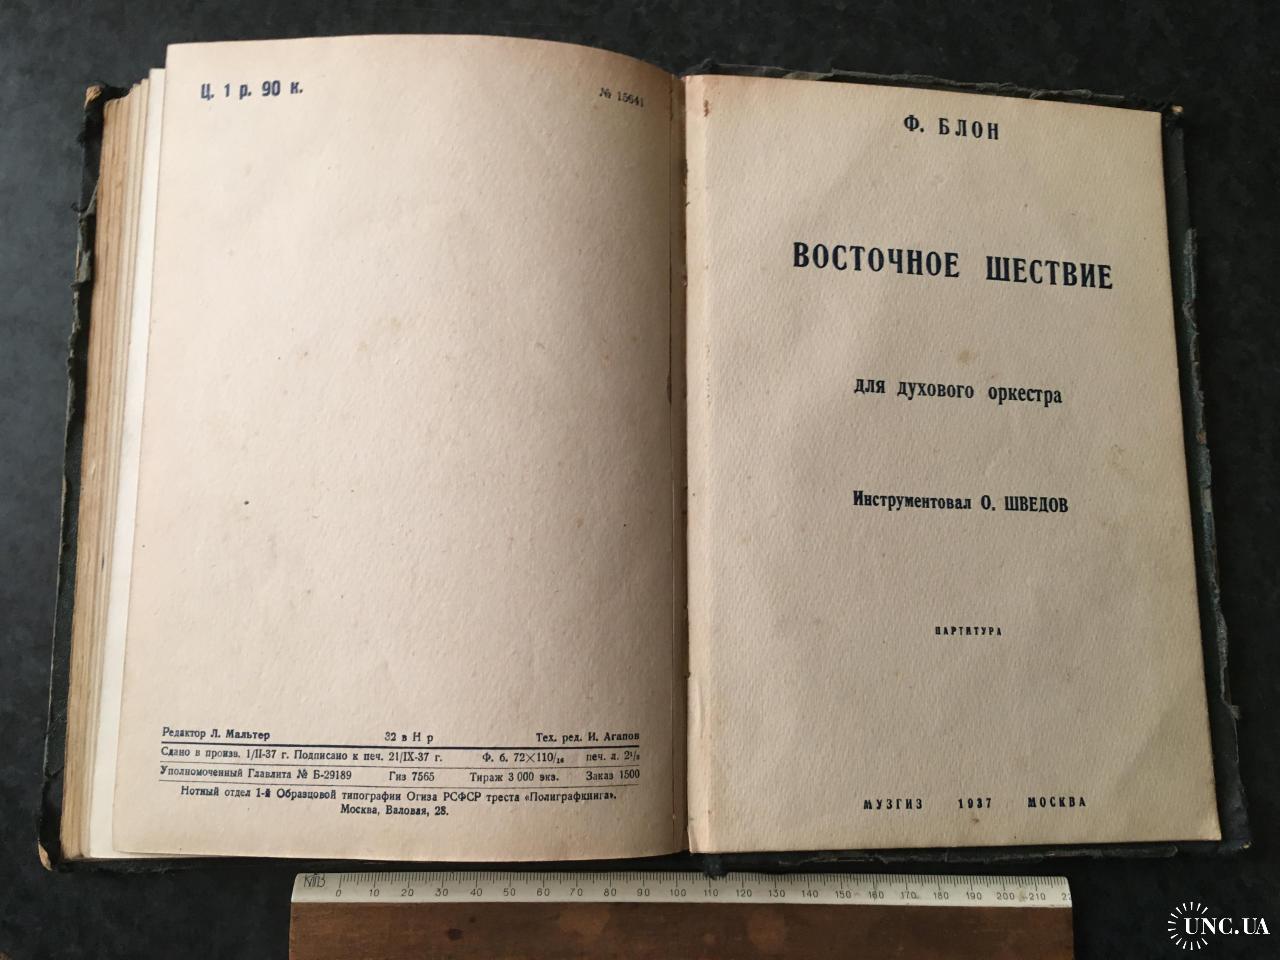 Ц. 1 р. 90 к.
№ 15641
Редактор Л. Мальтер 32 в Н р Тех. ред. И. Агапов
Сдано в произв. 1/II-37 г. Подписано к печ. 21/IX-37 г. Ф. б. 72×110/16 печ. л. 2¹/₈
Уполномоченный Главлита № Б-29189 Гиз 7565 Тираж 3 000 экз. Заказ 1500
Нотный отдел 1-й Образцовой типографии Огиза РСФСР треста «Полиграфкнига».
Москва, Валовая, 28.
Ф. БЛОН
ВОСТОЧНОЕ ШЕСТВИЕ
для духового оркестра
Инструментовал О. ШВЕДОВ
ПАРТИТУРА
МУЗГИЗ 1937 МОСКВА
0 10 20 30 40 50 60 70 80 90 100 110 120 130 140 150 160 170 180 190 200 210
UNC.UA